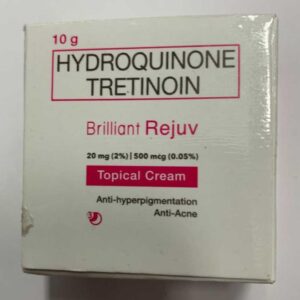 10 g
HYDROQUINONE
TRETINOIN
Brilliant Rejuv
20 mg (2%) | 500 mcg (0.05%)
Topical Cream
Anti-hyperpigmentation
Anti-Acne